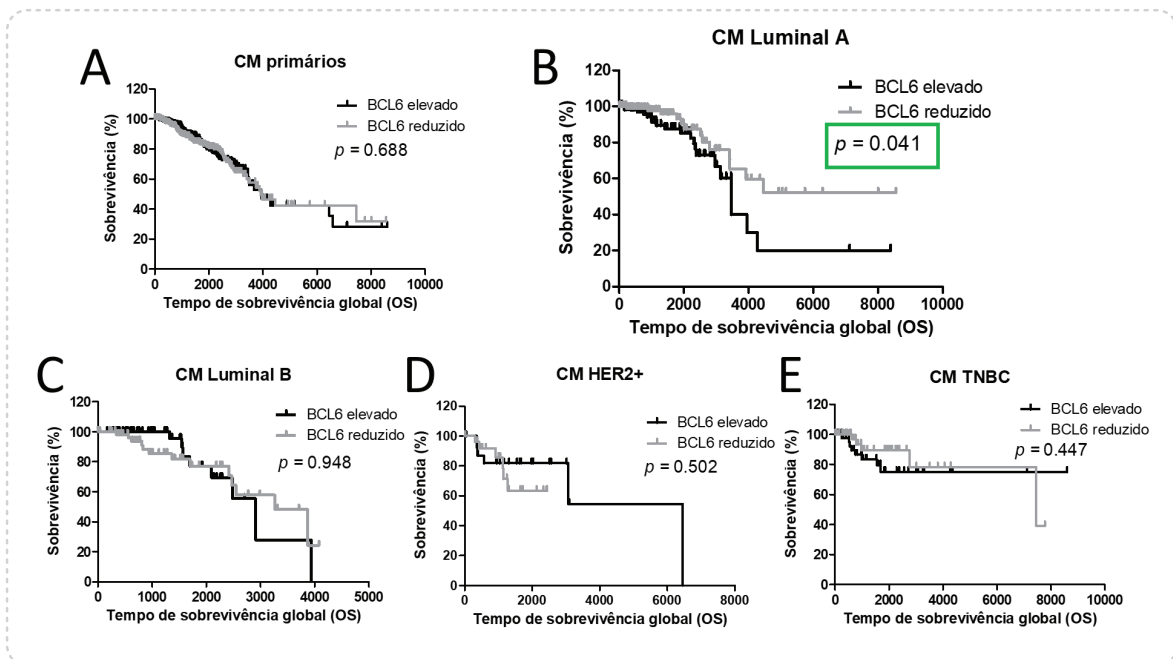 A
CM primários
BCL6 elevado
BCL6 reduzido
p = 0.688
Sobrevivência (%)
120
100
80
60
40
20
0
0 2000 4000 6000 8000 10000
Tempo de sobrevivência global (OS)
B
CM Luminal A
BCL6 elevado
BCL6 reduzido
p = 0.041
Sobrevivência (%)
120
100
80
60
40
20
0
0 2000 4000 6000 8000 10000
Tempo de sobrevivência global (OS)
C
CM Luminal B
BCL6 elevado
BCL6 reduzido
p = 0.948
Sobrevivência (%)
120
100
80
60
40
20
0
0 1000 2000 3000 4000 5000
Tempo de sobrevivência global (OS)
D
CM HER2+
BCL6 elevado
BCL6 reduzido
p = 0.502
Sobrevivência (%)
120
100
80
60
40
20
0
0 2000 4000 6000 8000
Tempo de sobrevivência global (OS)
E
CM TNBC
BCL6 elevado
BCL6 reduzido
p = 0.447
Sobrevivência (%)
120
100
80
60
40
20
0
0 2000 4000 6000 8000 10000
Tempo de sobrevivência global (OS)